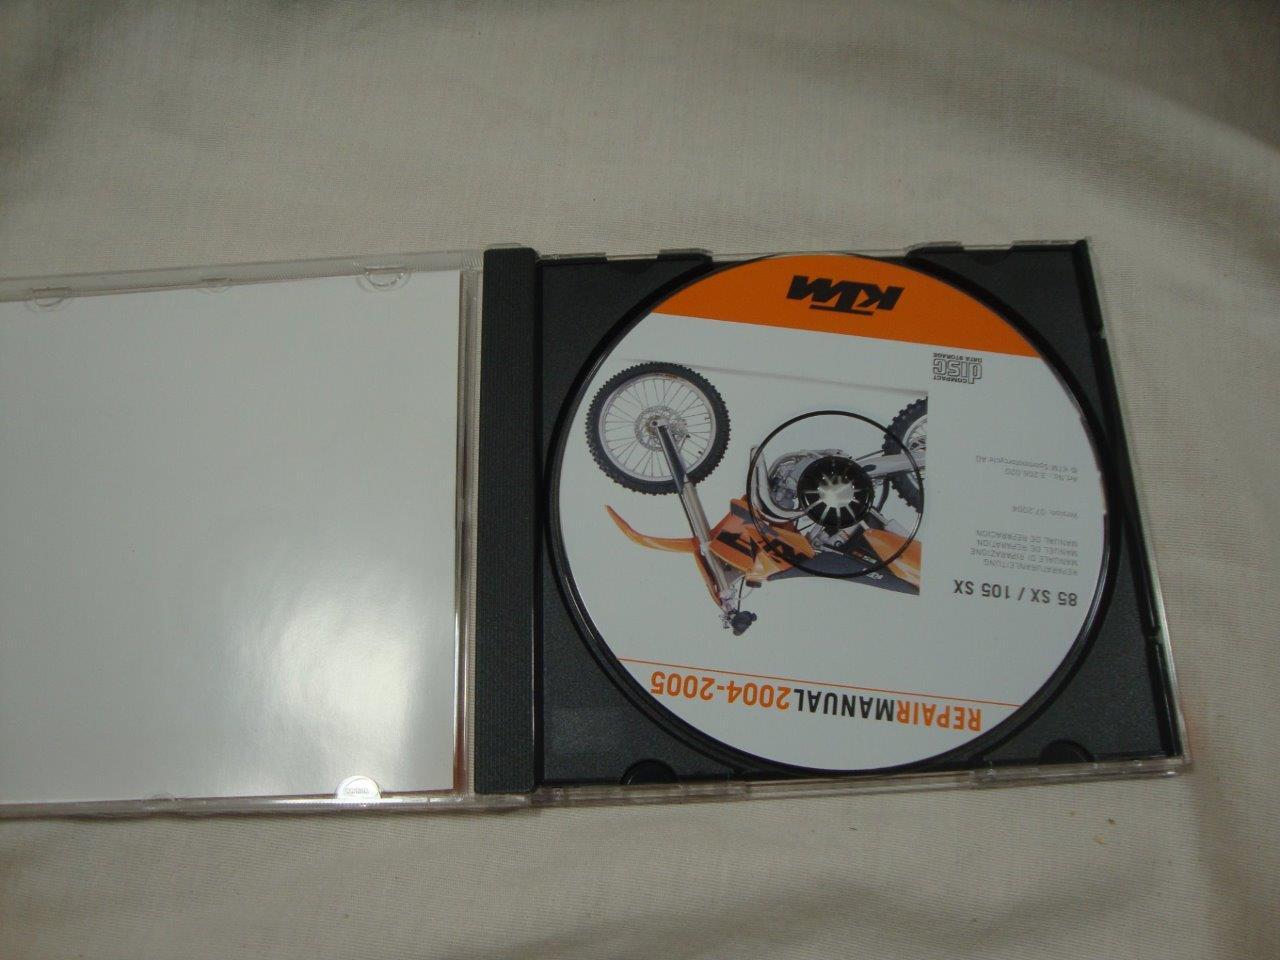 REPAIRMANUAL2004-2005
85 SX / 105 SX
REPARATURANLEITUNG
MANUALE DI RIPARAZIONE
MANUEL DE REPARATION
MANUAL DE REPARACION
Version: 07.2004
Art.No.: 3.206.020
© KTM Sportmotorcycle AG
COMPACT
disc
DATA STORAGE
KTM